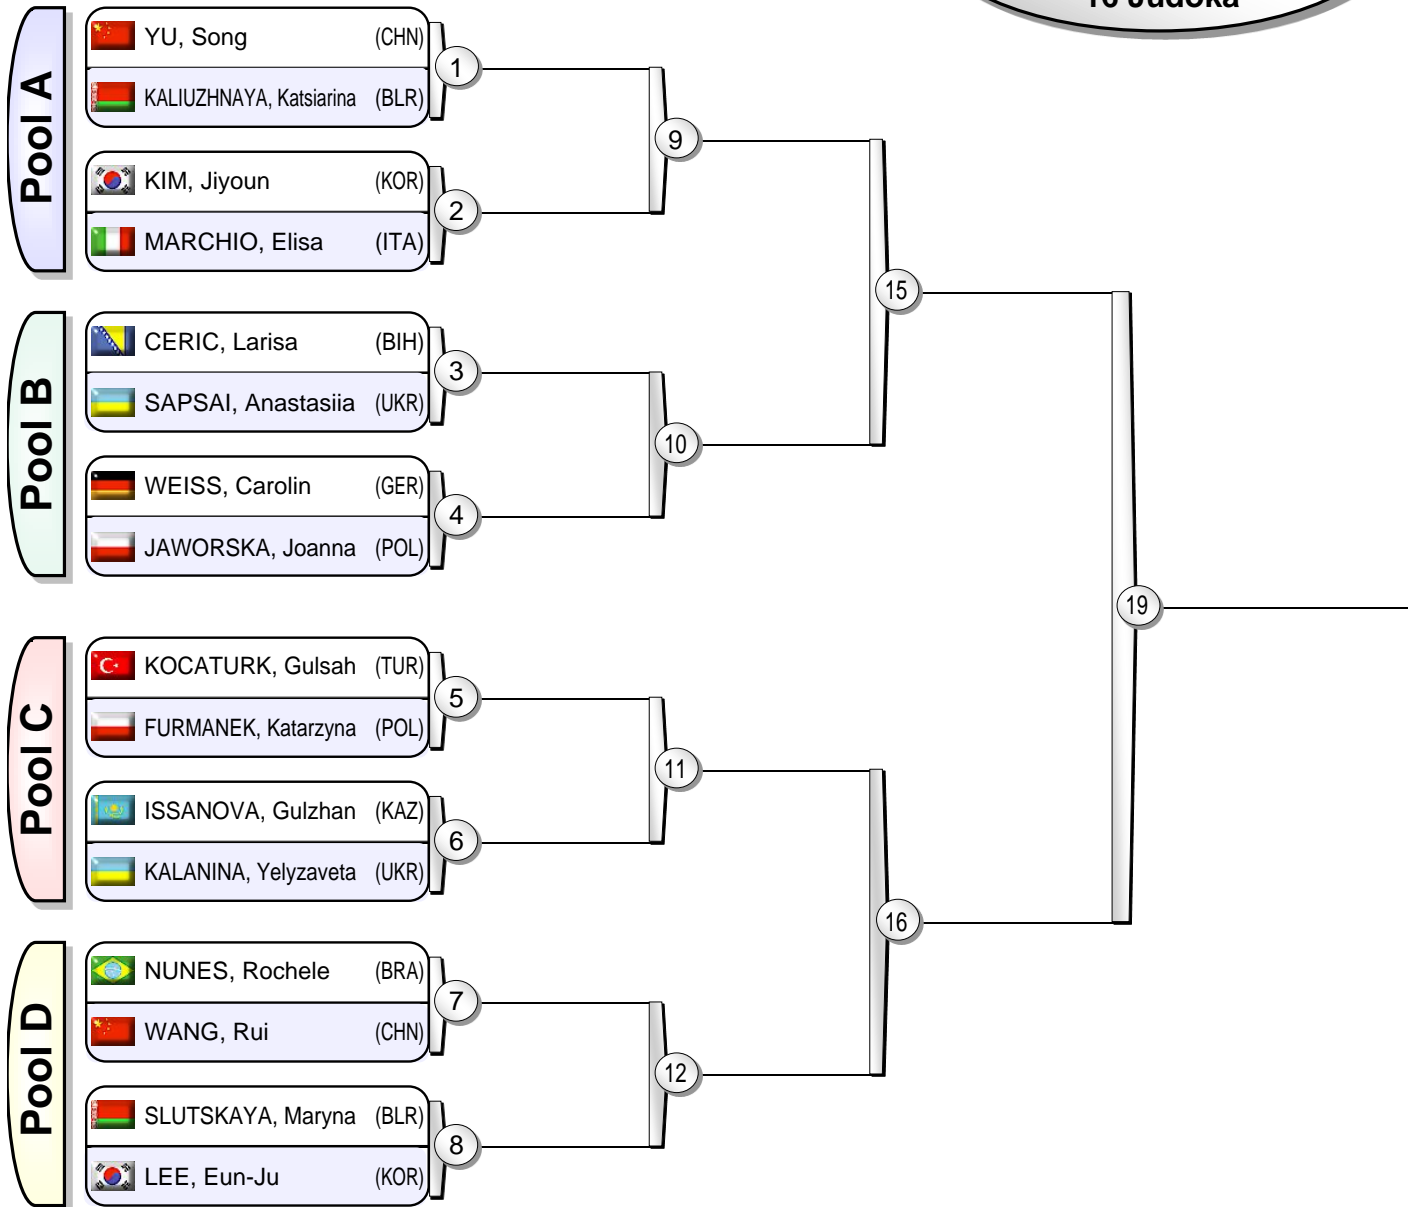 16 Judoka
Pool A
YU, Song (CHN)
KALIUZHNAYA, Katsiarina (BLR)
1
KIM, Jiyoun (KOR)
MARCHIO, Elisa (ITA)
2
9
Pool B
CERIC, Larisa (BIH)
SAPSAI, Anastasiia (UKR)
3
WEISS, Carolin (GER)
JAWORSKA, Joanna (POL)
4
10
15
Pool C
KOCATURK, Gulsah (TUR)
FURMANEK, Katarzyna (POL)
5
ISSANOVA, Gulzhan (KAZ)
KALANINA, Yelyzaveta (UKR)
6
11
Pool D
NUNES, Rochele (BRA)
WANG, Rui (CHN)
7
SLUTSKAYA, Maryna (BLR)
LEE, Eun-Ju (KOR)
8
12
16
19